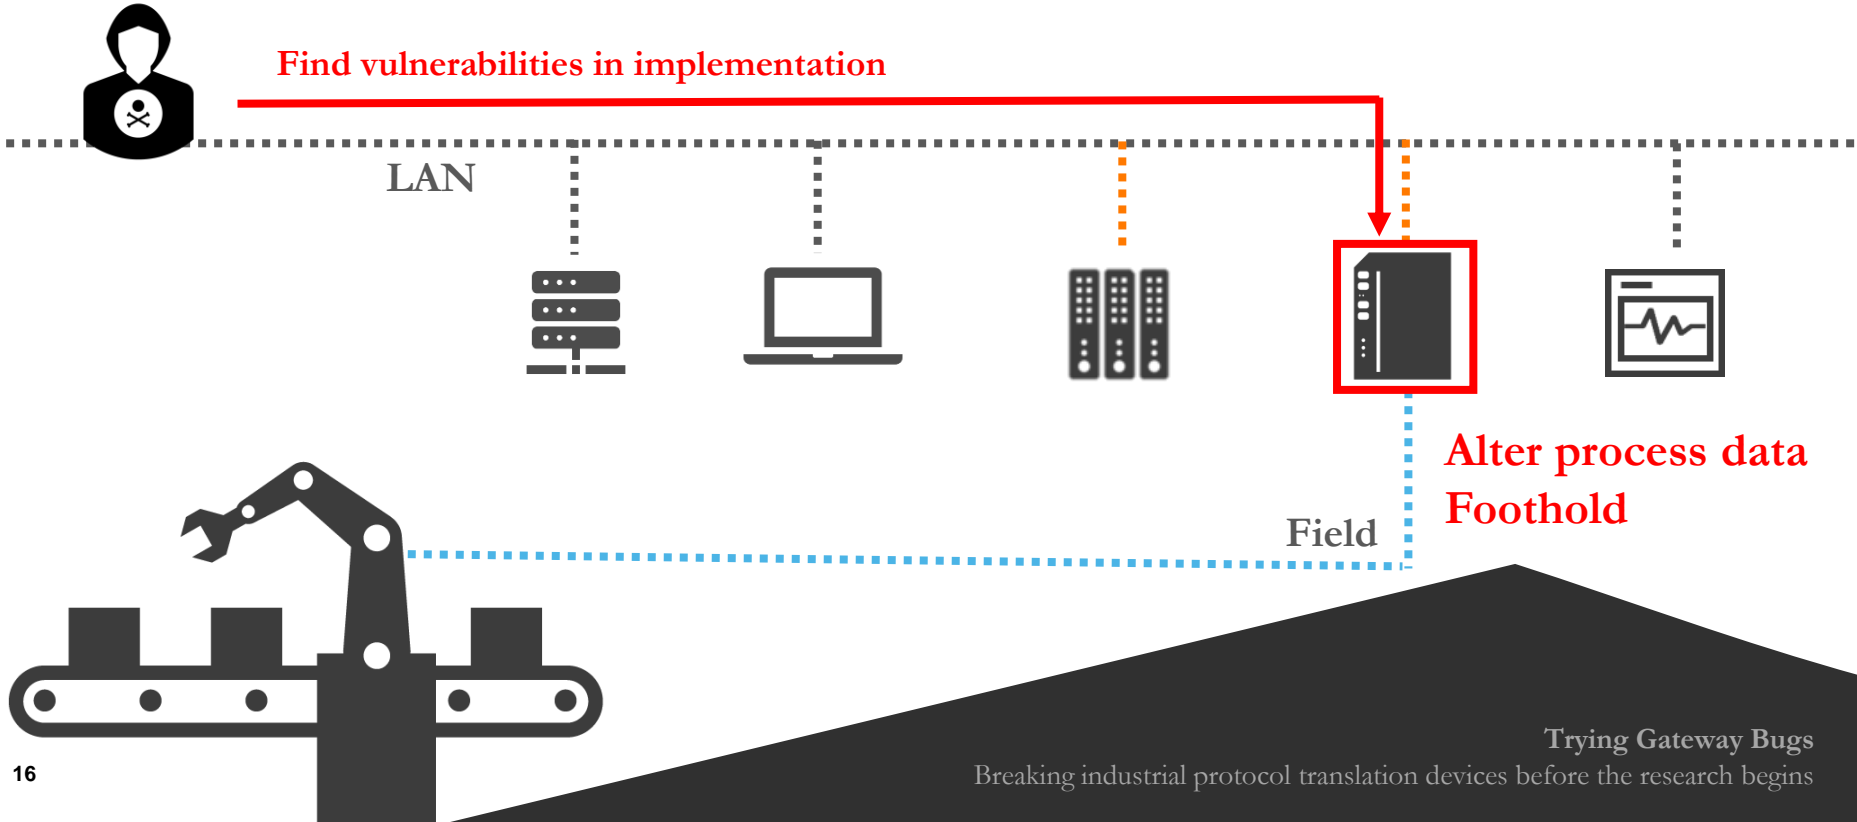 Find vulnerabilities in implementation
LAN
Alter process data
Foothold
Field
Trying Gateway Bugs
Breaking industrial protocol translation devices before the research begins
16